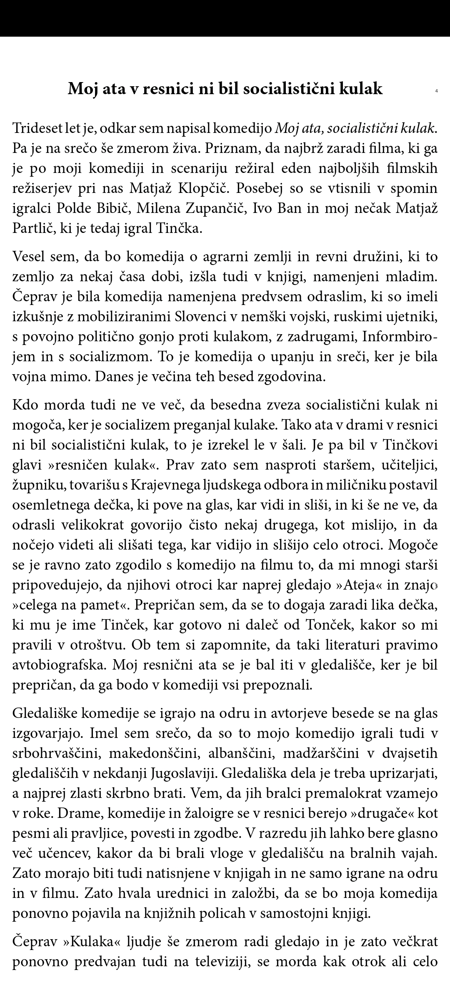 Moj ata v resnici ni bil socialistični kulak
4
Trideset let je, odkar sem napisal komedijo Moj ata, socialistični kulak.
Pa je na srečo še zmerom živa. Priznam, da najbrž zaradi filma, ki ga
je po moji komediji in scenariju režiral eden najboljših filmskih
režiserjev pri nas Matjaž Klopčič. Posebej so se vtisnili v spomin
igralci Polde Bibič, Milena Zupančič, Ivo Ban in moj nečak Matjaž
Partlič, ki je tedaj igral Tinčka.
Vesel sem, da bo komedija o agrarni zemlji in revni družini, ki to
zemljo za nekaj časa dobi, izšla tudi v knjigi, namenjeni mladim.
Čeprav je bila komedija namenjena predvsem odraslim, ki so imeli
izkušnje z mobiliziranimi Slovenci v nemški vojski, ruskimi ujetniki,
s povojno politično gonjo proti kulakom, z zadrugami, Informbiro-
jem in s socializmom. To je komedija o upanju in sreči, ker je bila
vojna mimo. Danes je večina teh besed zgodovina.
Kdo morda tudi ne ve več, da besedna zveza socialistični kulak ni
mogoča, ker je socializem preganjal kulake. Tako ata v drami v resnici
ni bil socialistični kulak, to je izrekel le v šali. Je pa bil v Tinčkovi
glavi »resničen kulak«. Prav zato sem nasproti staršem, učiteljici,
župniku, tovarišu s Krajevnega ljudskega odbora in miličniku postavil
osemletnega dečka, ki pove na glas, kar vidi in sliši, in ki še ne ve, da
odrasli velikokrat govorijo čisto nekaj drugega, kot mislijo, in da
nočejo videti ali slišati tega, kar vidijo in slišijo celo otroci. Mogoče
se je ravno zato zgodilo s komedijo na filmu to, da mi mnogi starši
pripovedujejo, da njihovi otroci kar naprej gledajo »Ateja« in znajo
»celega na pamet«. Prepričan sem, da se to dogaja zaradi lika dečka,
ki mu je ime Tinček, kar gotovo ni daleč od Tonček, kakor so mi
pravili v otroštvu. Ob tem si zapomnite, da taki literaturi pravimo
avtobiografska. Moj resnični ata se je bal iti v gledališče, ker je bil
prepričan, da ga bodo v komediji vsi prepoznali.
Gledališke komedije se igrajo na odru in avtorjeve besede se na glas
izgovarjajo. Imel sem srečo, da so to mojo komedijo igrali tudi v
srbohrvaščini, makedonščini, albanščini, madžarščini v dvajsetih
gledališčih v nekdanji Jugoslaviji. Gledališka dela je treba uprizarjati,
a najprej zlasti skrbno brati. Vem, da jih bralci premalokrat vzamejo
v roke. Drame, komedije in žaloigre se v resnici berejo »drugače« kot
pesmi ali pravljice, povesti in zgodbe. V razredu jih lahko bere glasno
več učencev, kakor da bi brali vloge v gledališču na bralnih vajah.
Zato morajo biti tudi natisnjene v knjigah in ne samo igrane na odru
in v filmu. Zato hvala urednici in založbi, da se bo moja komedija
ponovno pojavila na knjižnih policah v samostojni knjigi.
Čeprav »Kulaka« ljudje še zmerom radi gledajo in je zato večkrat
ponovno predvajan tudi na televiziji, se morda kak otrok ali celo